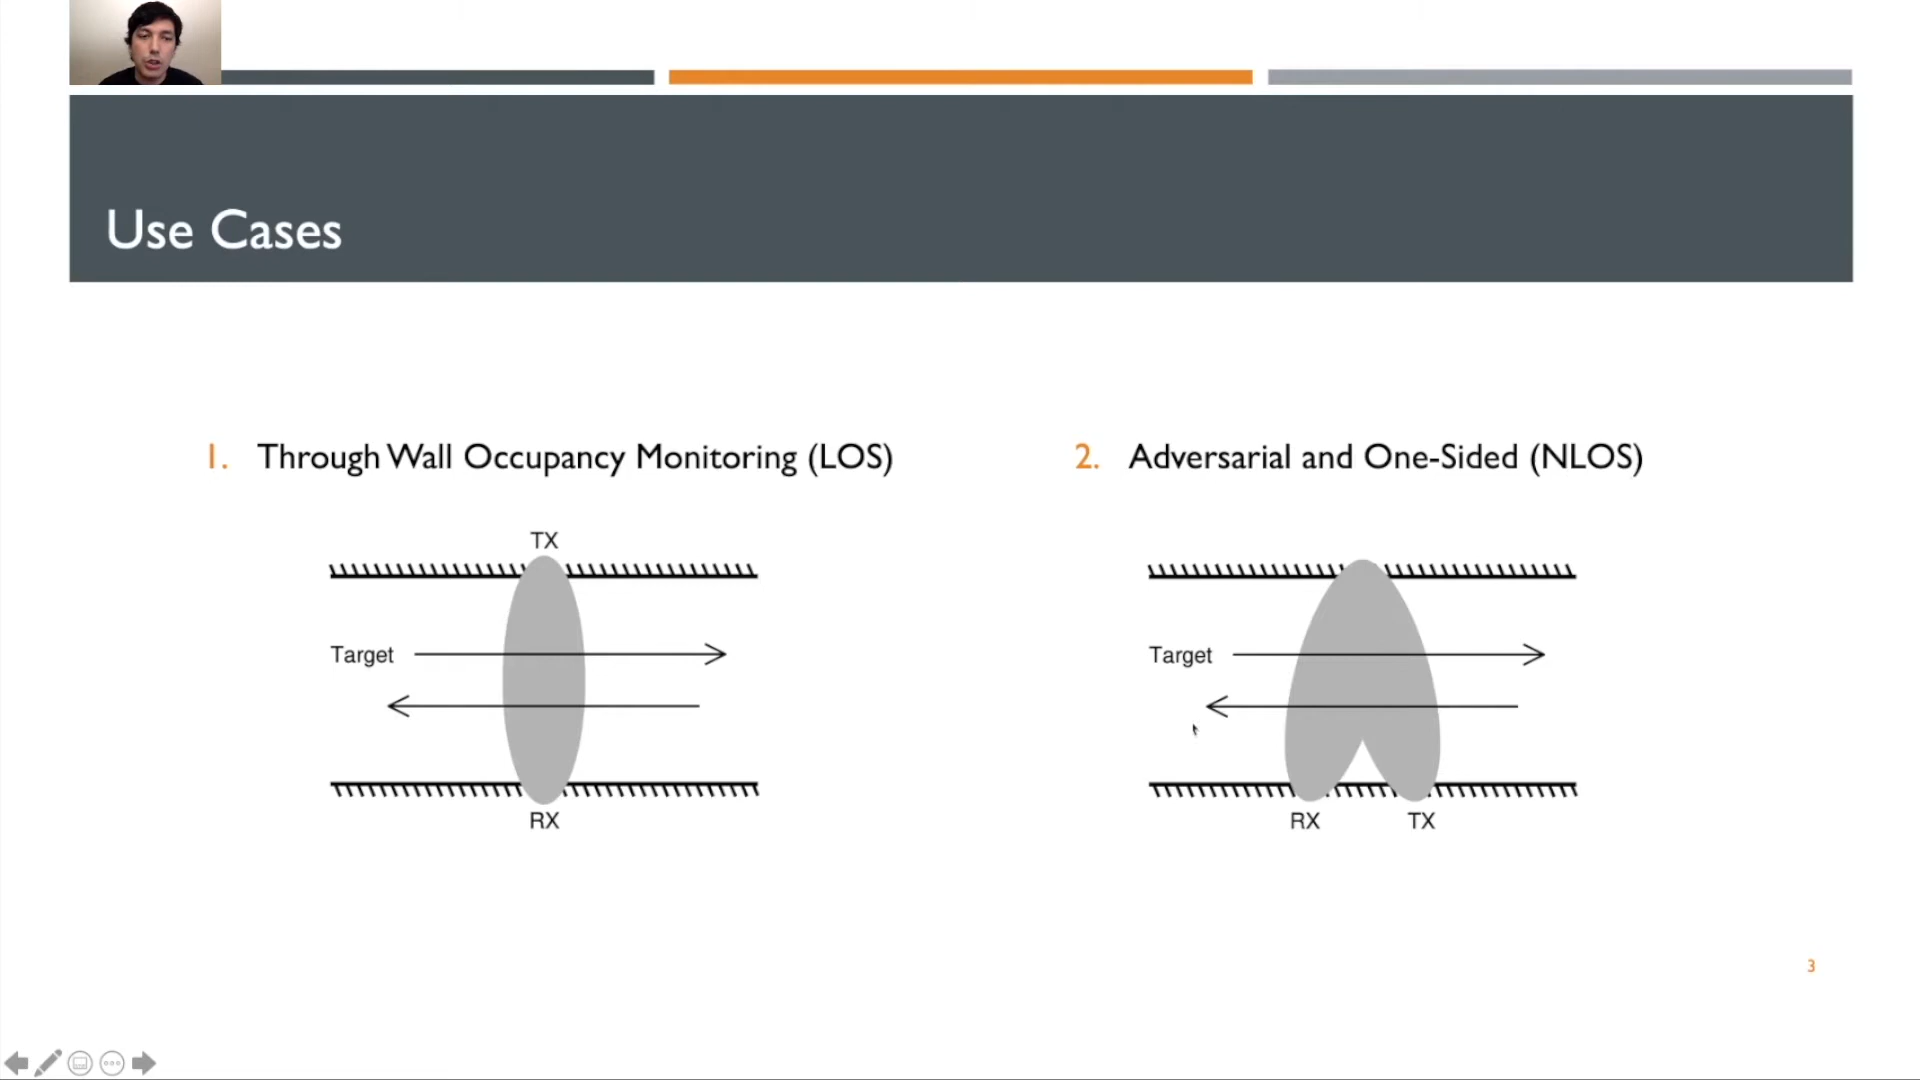 Use Cases
1. Through Wall Occupancy Monitoring (LOS)
TX
Target
RX
2. Adversarial and One-Sided (NLOS)
Target
RX TX
3